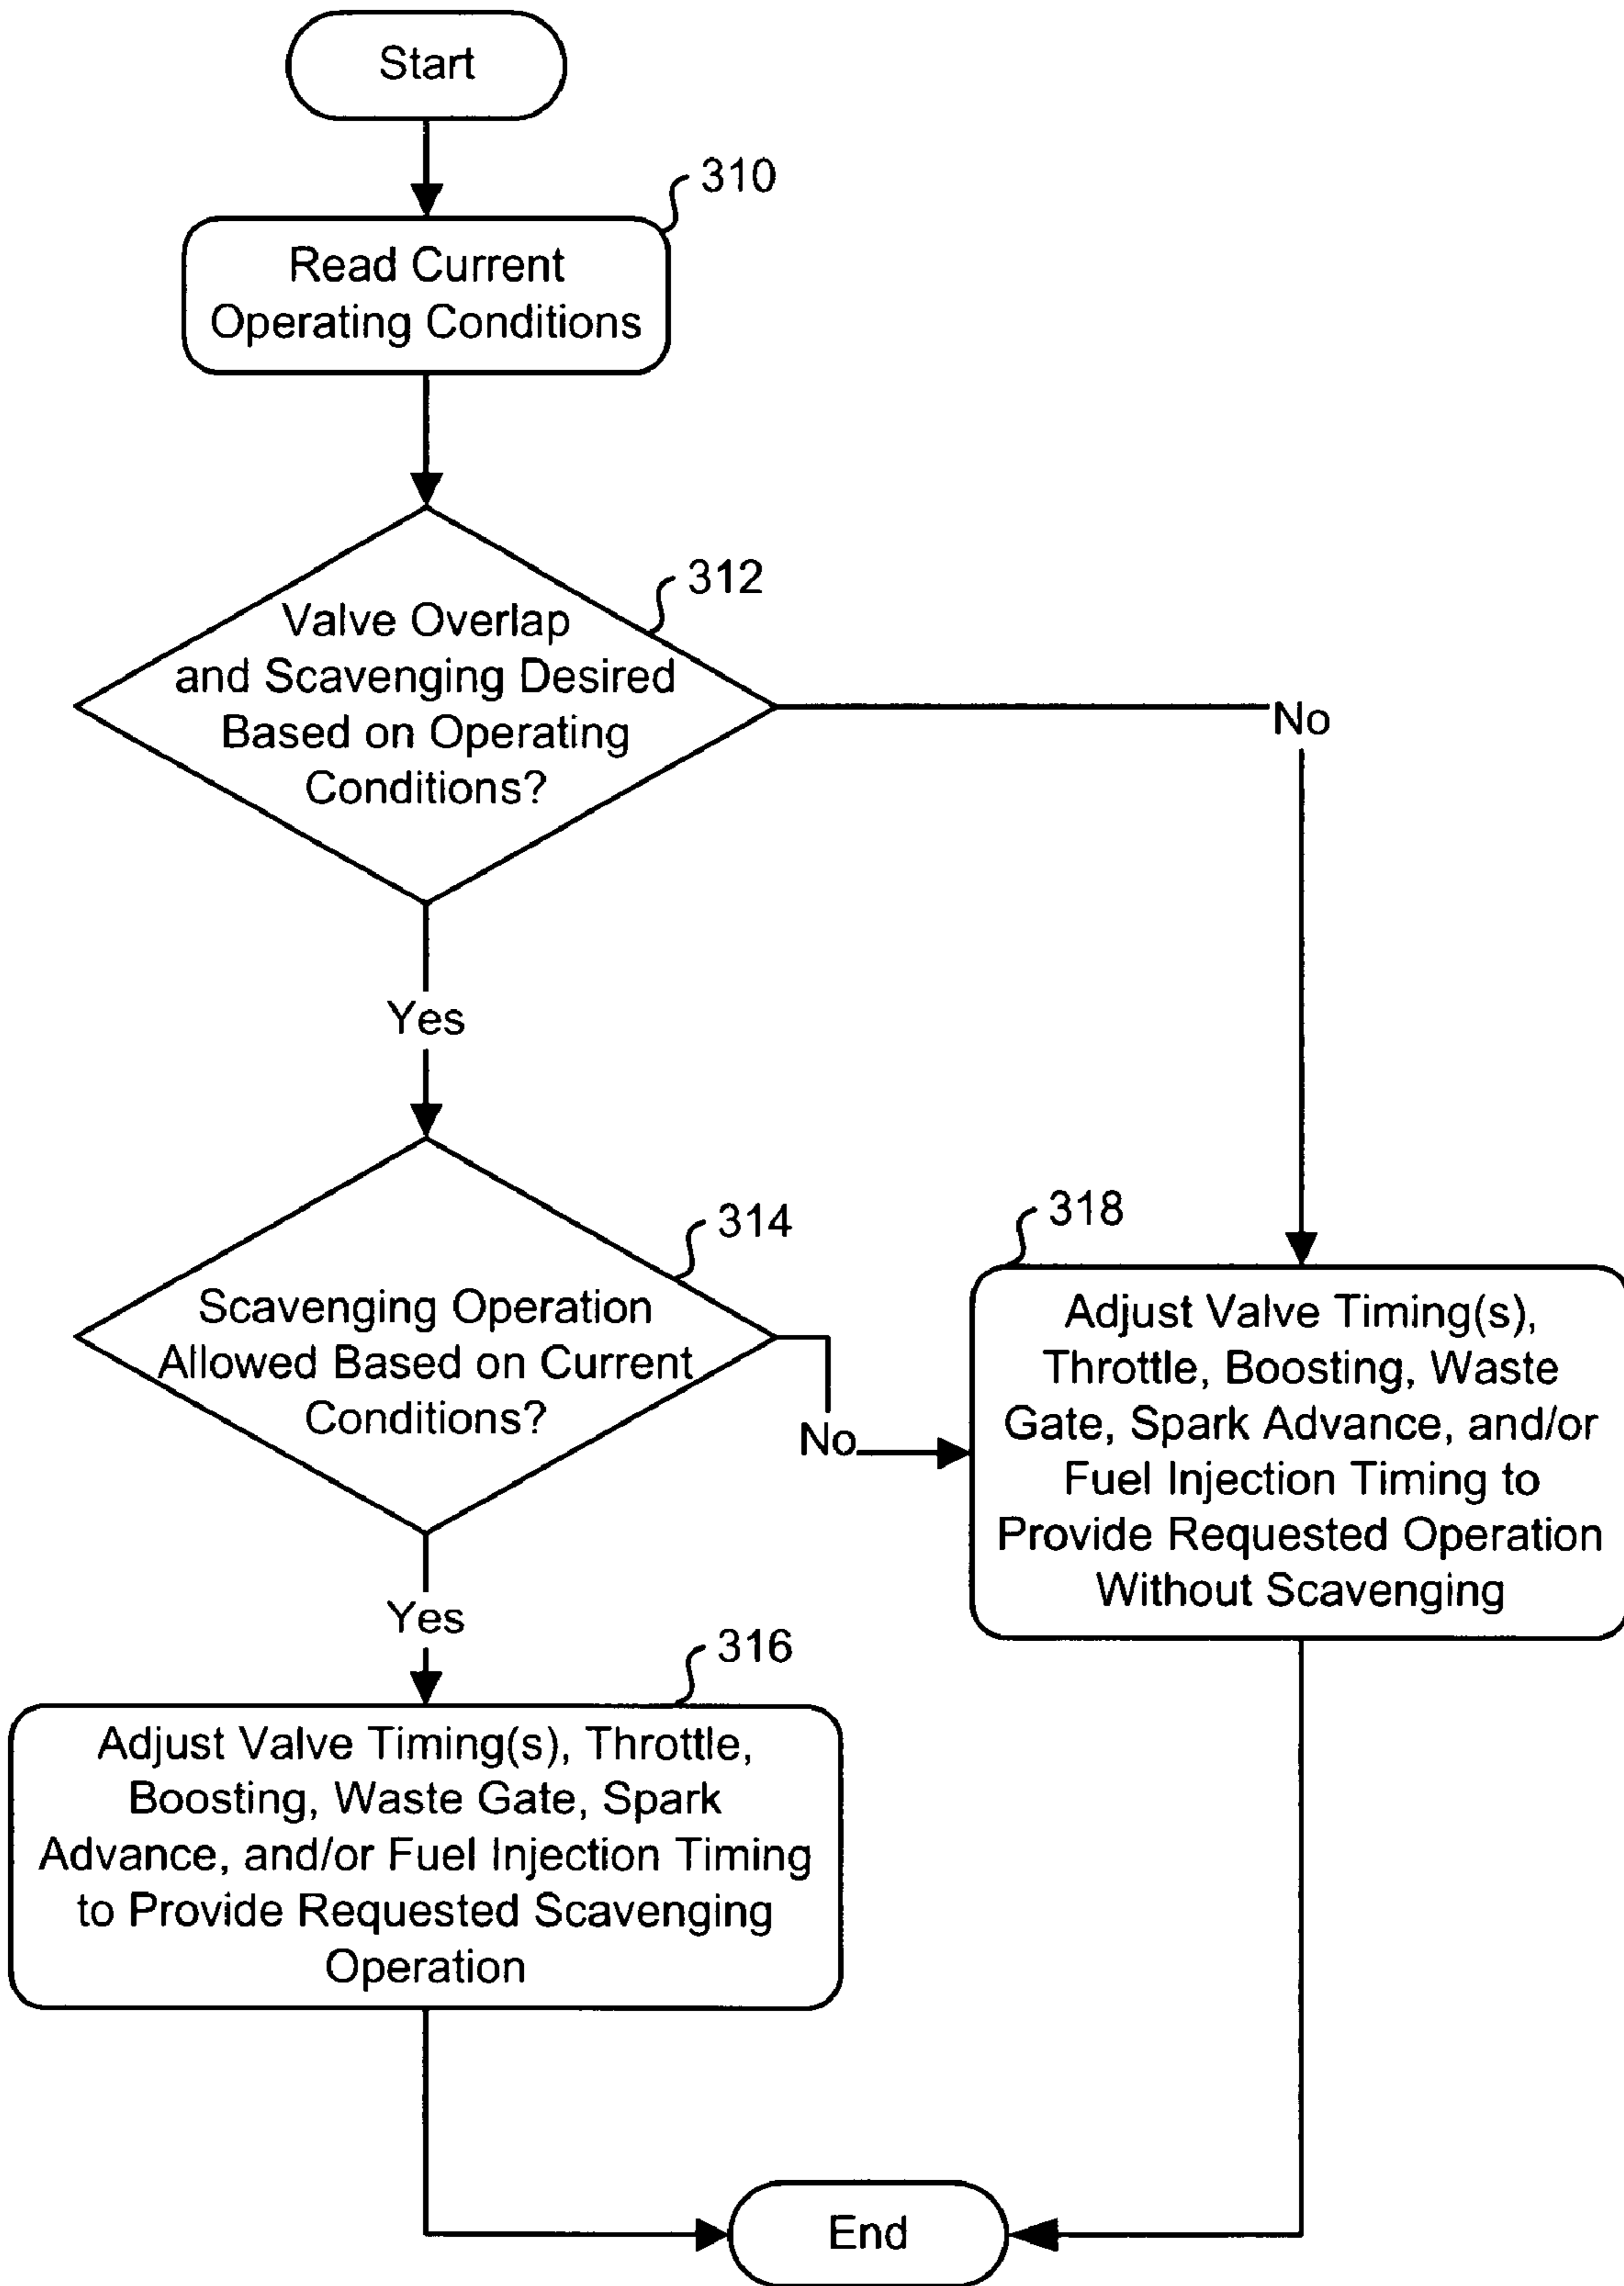 Start
310
Read Current
Operating Conditions
312
Valve Overlap
and Scavenging Desired
Based on Operating
Conditions?
No
Yes
314
Scavenging Operation
Allowed Based on Current
Conditions?
No
318
Adjust Valve Timing(s),
Throttle, Boosting, Waste
Gate, Spark Advance, and/or
Fuel Injection Timing to
Provide Requested Operation
Without Scavenging
Yes
316
Adjust Valve Timing(s), Throttle,
Boosting, Waste Gate, Spark
Advance, and/or Fuel Injection Timing
to Provide Requested Scavenging
Operation
End